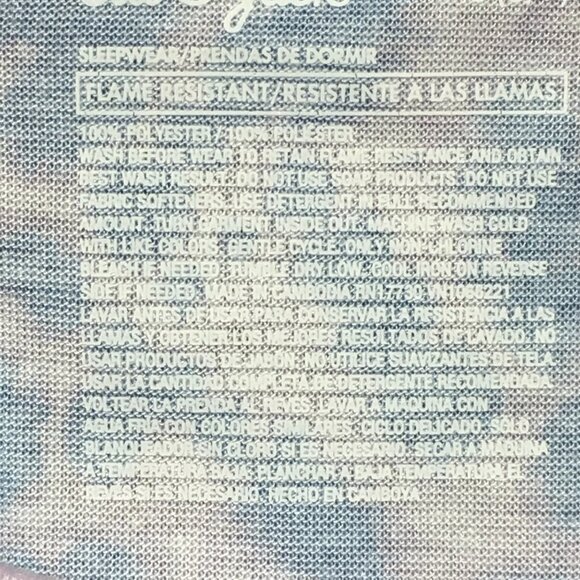 SLEEPWEAR/PRENDAS DE DORMIR
FLAME RESISTANT/RESISTENTE A LAS LLAMAS
100% POLYESTER / 100% POLIÉSTER
WASH BEFORE WEAR TO RETAIN FLAME RESISTANCE AND OBTAIN
BEST WASH RESULT. DO NOT USE SOAP PRODUCTS. DO NOT USE
FABRIC SOFTENERS. USE DETERGENT IN FULL RECOMMENDED
AMOUNT. TURN GARMENT INSIDE OUT. MACHINE WASH COLD
WITH LIKE COLORS. GENTLE CYCLE. ONLY NON-CHLORINE
BLEACH IF NEEDED. TUMBLE DRY LOW. COOL IRON ON REVERSE
SIDE IF NEEDED. MADE IN CAMBODIA
LAVAR ANTES DE USAR PARA CONSERVAR LA RESISTENCIA A LAS
LLAMAS Y OBTENER LOS MEJORES RESULTADOS DE LAVADO. NO
USAR PRODUCTOS DE JABÓN. NO UTILICE SUAVIZANTES DE TELA
USAR LA CANTIDAD COMPLETA DE DETERGENTE RECOMENDADA
VOLTEAR LA PRENDA AL REVES. LAVAR A MAQUINA CON
AGUA FRIA CON COLORES SIMILARES. CICLO DELICADO. SOLO
BLANQUEADOR SIN CLORO SI ES NECESARIO. SECAR A MAQUINA
A TEMPERATURA BAJA. PLANCHAR A BAJA TEMPERATURA EL
REVES SI ES NECESARIO. HECHO EN CAMBOYA